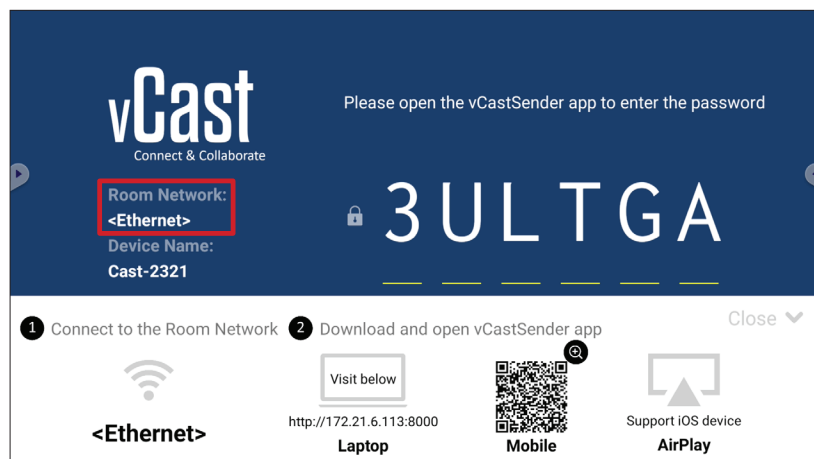 vCast
Connect & Collaborate
Please open the vCastSender app to enter the password
Room Network:
<Ethernet>
Device Name:
Cast-2321
3ULTGA
1 Connect to the Room Network
2 Download and open vCastSender app
Close
<Ethernet>
Visit below
http://172.21.6.113:8000
Laptop
Mobile
Support iOS device
AirPlay